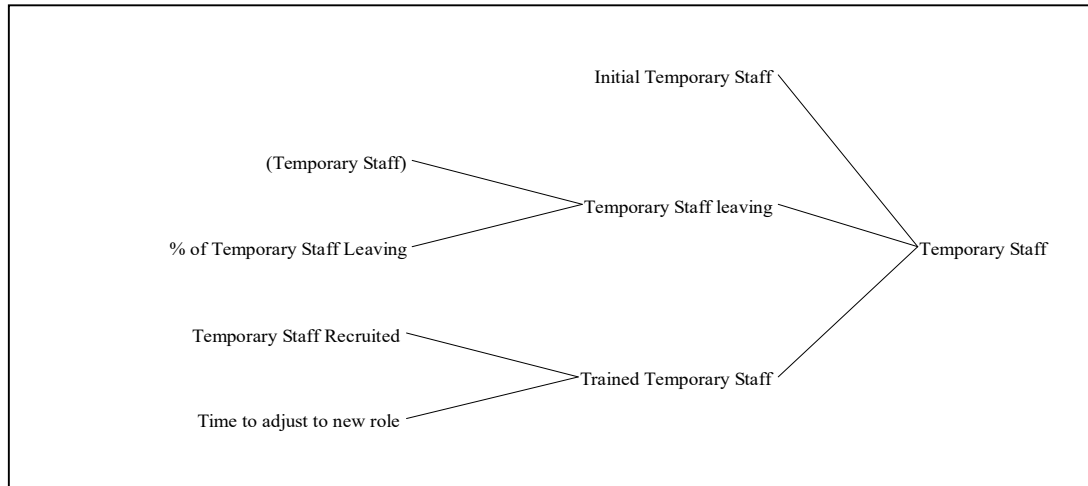 Initial Temporary Staff
(Temporary Staff)
Temporary Staff leaving
% of Temporary Staff Leaving
Temporary Staff
Temporary Staff Recruited
Trained Temporary Staff
Time to adjust to new role